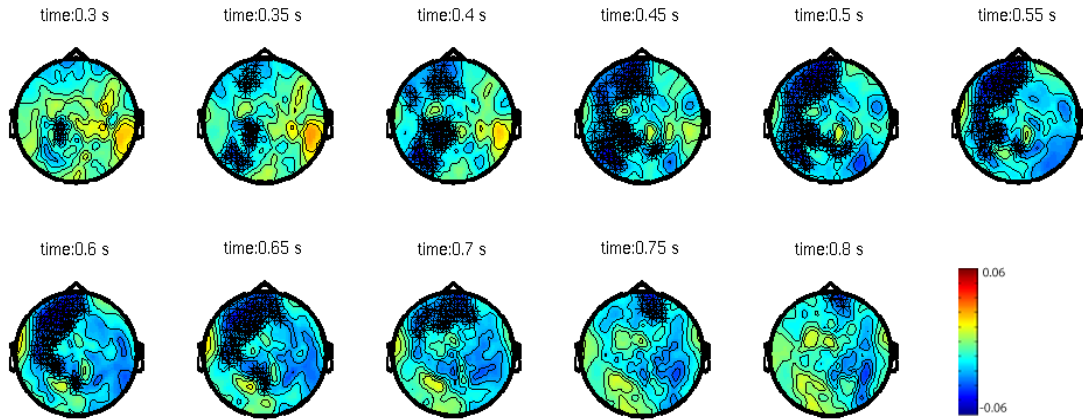 time:0.3 s
time:0.35 s
time:0.4 s
time:0.45 s
time:0.5 s
time:0.55 s
time:0.6 s
time:0.65 s
time:0.7 s
time:0.75 s
time:0.8 s
0.06
-0.06